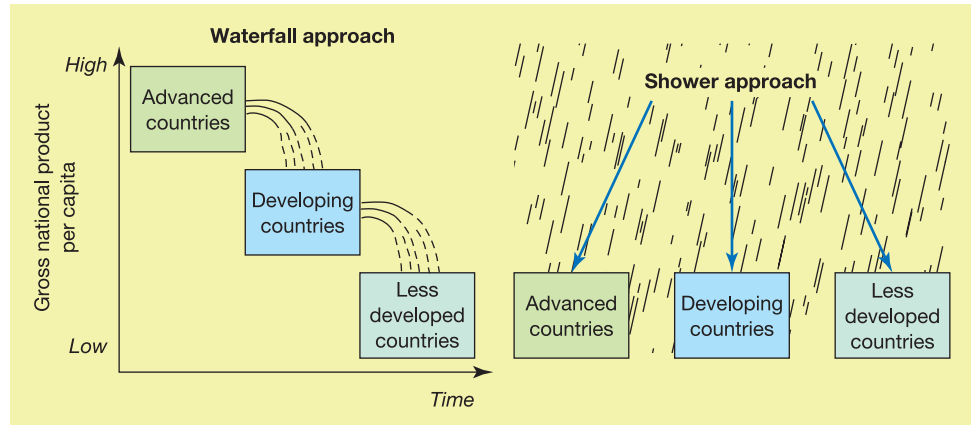 Waterfall approach
High
Gross national product
per capita
Low
Time
Advanced
countries
Developing
countries
Less
developed
countries
Shower approach
Advanced
countries
Developing
countries
Less
developed
countries